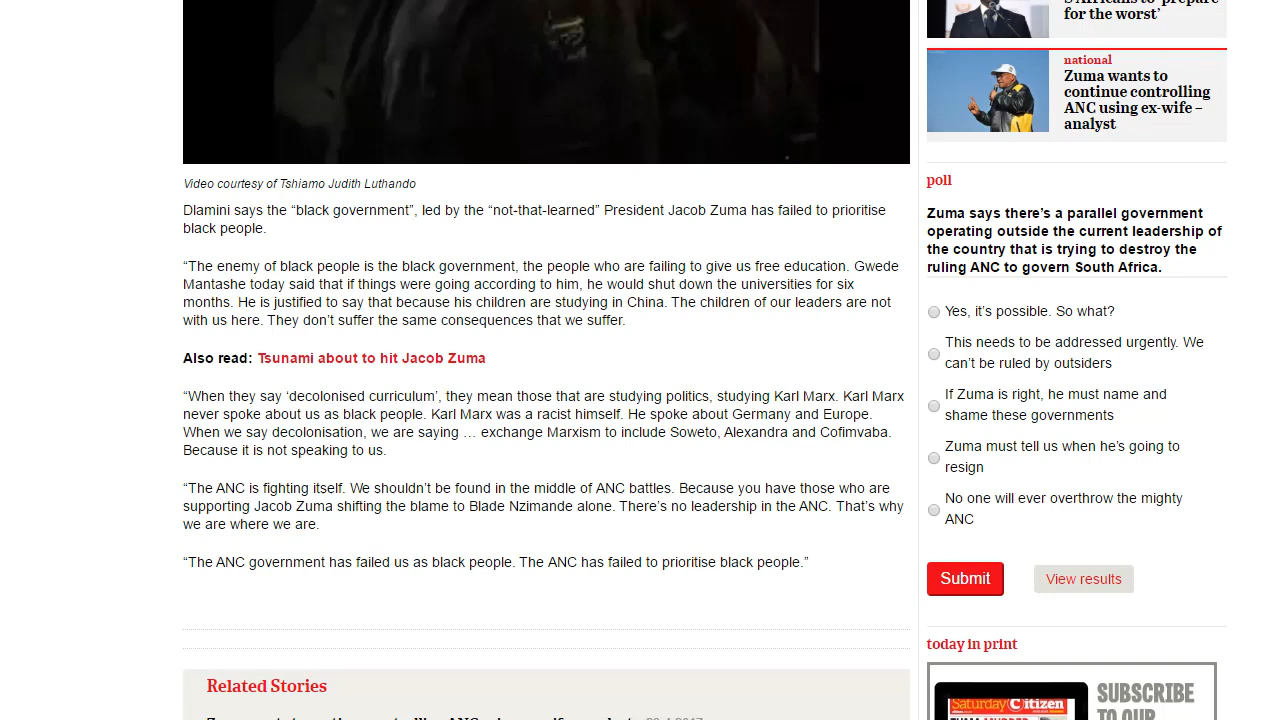 Video courtesy of Tshiamo Judith Luthando
Dlamini says the “black government”, led by the “not-that-learned” President Jacob Zuma has failed to prioritise
black people.
“The enemy of black people is the black government, the people who are failing to give us free education. Gwede
Mantashe today said that if things were going according to him, he would shut down the universities for six
months. He is justified to say that because his children are studying in China. The children of our leaders are not
with us here. They don’t suffer the same consequences that we suffer.
Also read: Tsunami about to hit Jacob Zuma
“When they say ‘decolonised curriculum’, they mean those that are studying politics, studying Karl Marx. Karl Marx
never spoke about us as black people. Karl Marx was a racist himself. He spoke about Germany and Europe.
When we say decolonisation, we are saying … exchange Marxism to include Soweto, Alexandra and Cofimvaba.
Because it is not speaking to us.
“The ANC is fighting itself. We shouldn’t be found in the middle of ANC battles. Because you have those who are
supporting Jacob Zuma shifting the blame to Blade Nzimande alone. There’s no leadership in the ANC. That’s why
we are where we are.
“The ANC government has failed us as black people. The ANC has failed to prioritise black people.”
Related Stories
for the worst’
national
Zuma wants to
continue controlling
ANC using ex-wife –
analyst
poll
Zuma says there’s a parallel government
operating outside the current leadership of
the country that is trying to destroy the
ruling ANC to govern South Africa.
Yes, it’s possible. So what?
This needs to be addressed urgently. We
can’t be ruled by outsiders
If Zuma is right, he must name and
shame these governments
Zuma must tell us when he’s going to
resign
No one will ever overthrow the mighty
ANC
Submit
View results
today in print
Saturday Citizen
SUBSCRIBE
TO OUR